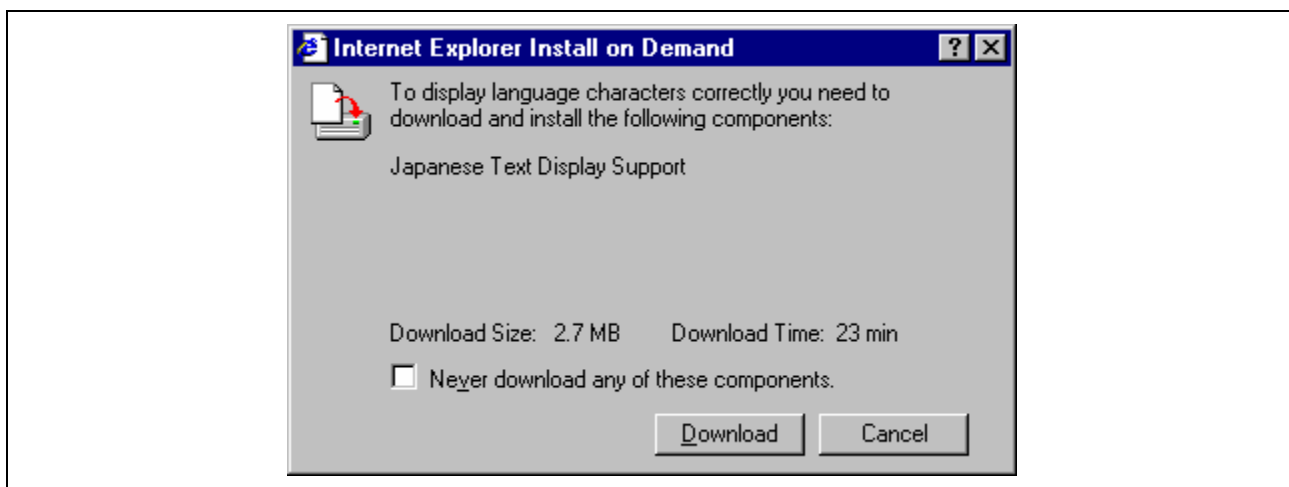 Internet Explorer Install on Demand
To display language characters correctly you need to
download and install the following components:
Japanese Text Display Support
Download Size: 2.7 MB Download Time: 23 min
Never download any of these components.
Download Cancel